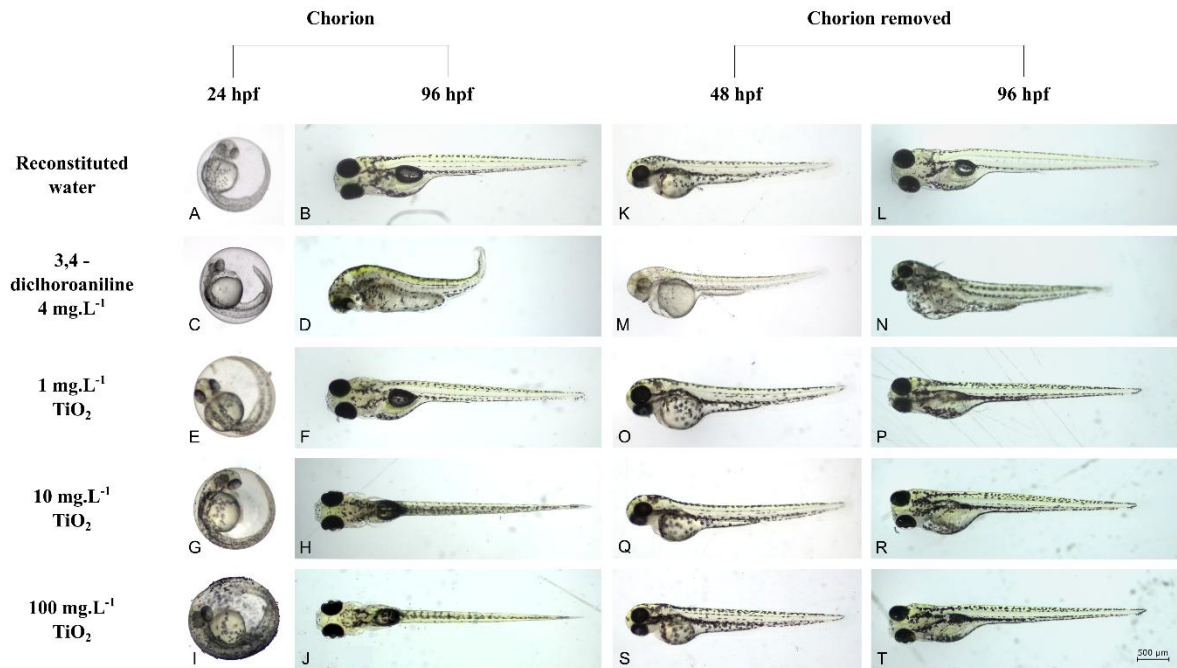 Chorion
Chorion removed
24 hpf
96 hpf
48 hpf
96 hpf
Reconstituted
water
A
B
K
L
3,4 -
diclhoroaniline
4 mg.L⁻¹
C
D
M
N
1 mg.L⁻¹
TiO₂
E
F
O
P
10 mg.L⁻¹
TiO₂
G
H
Q
R
100 mg.L⁻¹
TiO₂
I
J
S
T
500 µm